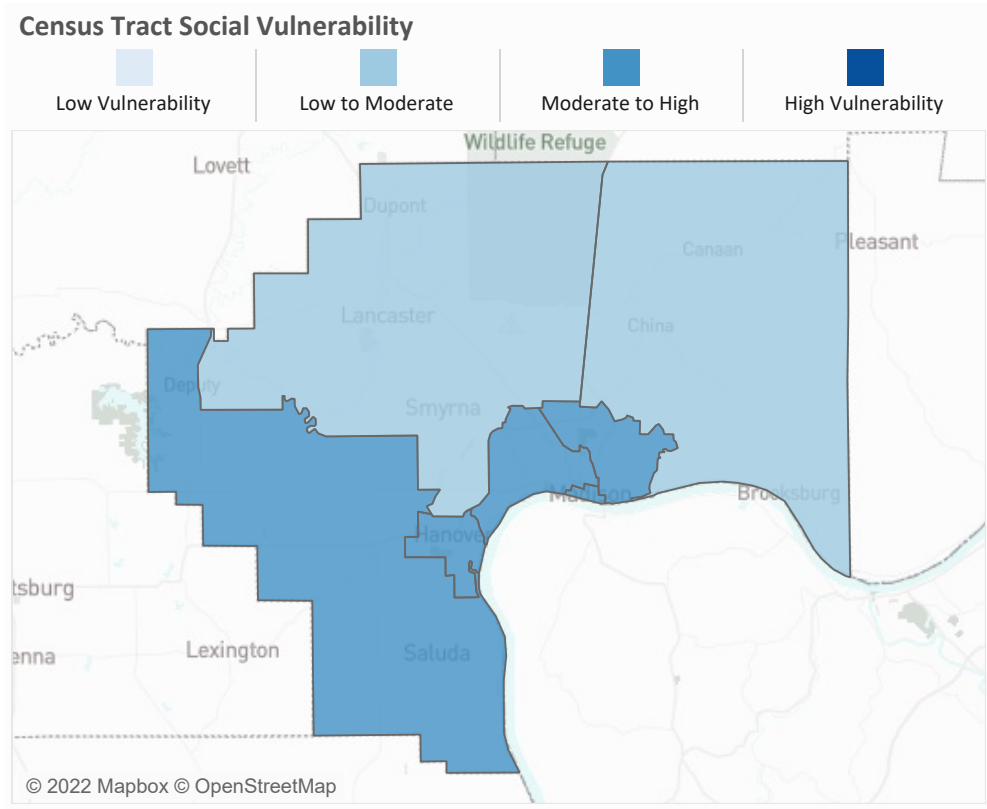 Census Tract Social Vulnerability
Low Vulnerability
Low to Moderate
Moderate to High
High Vulnerability
Wildlife Refuge
Lovett
Dupont
Pleasant
Canaan
Lancaster
China
Deputy
Smyrna
Madison
Brooksburg
Hanover
tsburg
Lexington
enna
Saluda
© 2022 Mapbox © OpenStreetMap